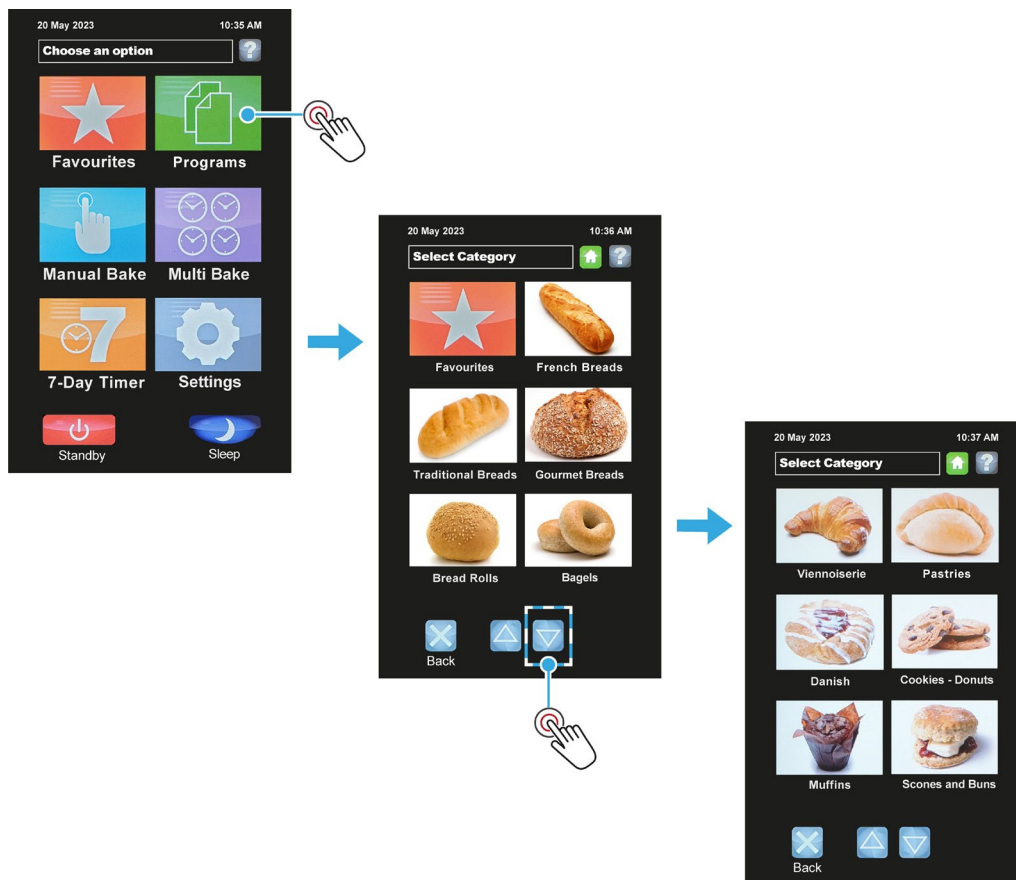 20 May 2023 10:35 AM
Choose an option ?
Favourites Programs
Manual Bake Multi Bake
7
7-Day Timer Settings
Standby Sleep
20 May 2023 10:36 AM
Select Category ?
Favourites French Breads
Traditional Breads Gourmet Breads
Bread Rolls Bagels
Back
20 May 2023 10:37 AM
Select Category ?
Viennoiserie Pastries
Danish Cookies - Donuts
Muffins Scones and Buns
Back